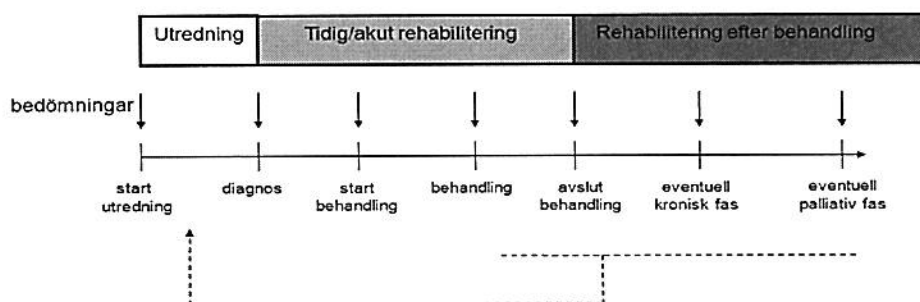 Utredning
Tidig/akut rehabilitering
Rehabilitering efter behandling
bedömningar
start
utredning
diagnos
start
behandling
behandling
avslut
behandling
eventuell
kronisk fas
eventuell
palliativ fas